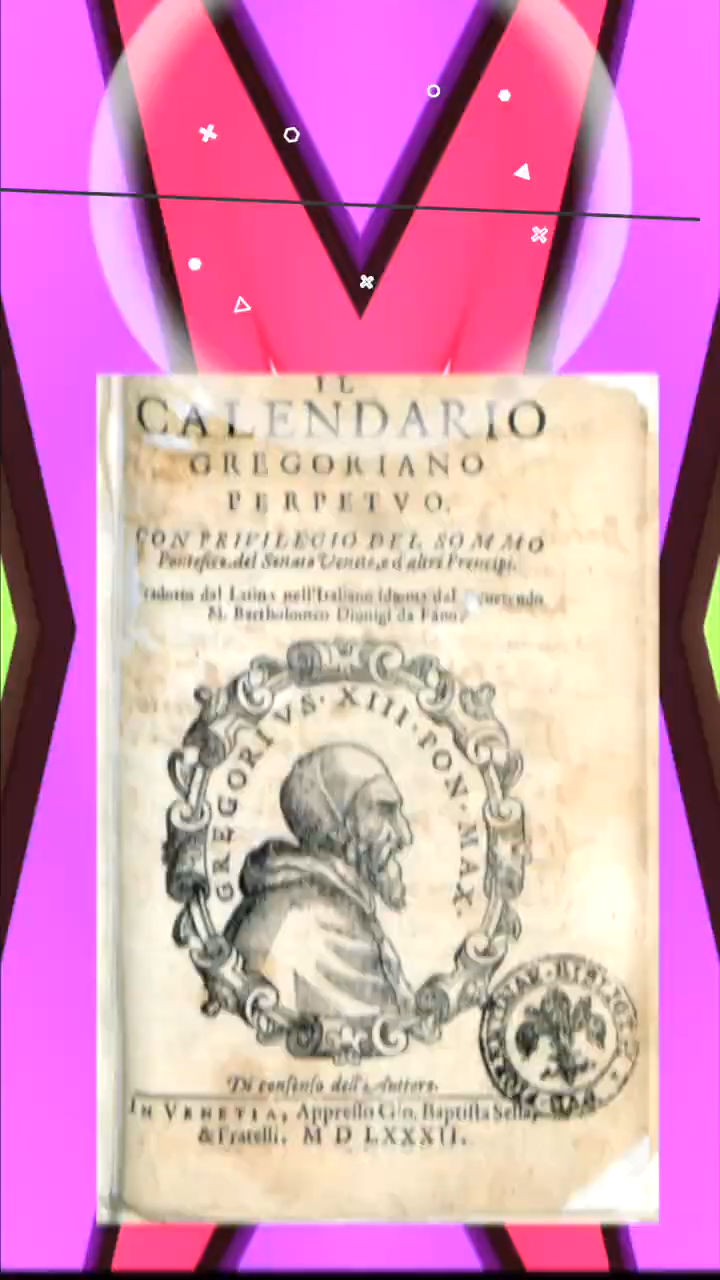 IL
CALENDARIO
GREGORIANO
PERPETVO.
CON PRIVILEGIO DEL SOMMO
Pontefice, del Senato Veneto, e d'altri Prencipi.
dal Latino nell'Italiano idioma dal
M. Bartholomeo Dionigi da Fano.
GREGORIVS·XIII·PON·MAX.
Di consenso dell'Auttore.
IN VENETIA, Appresso Gio. Baptista Sessa,
& Fratelli. M D LXXXII.